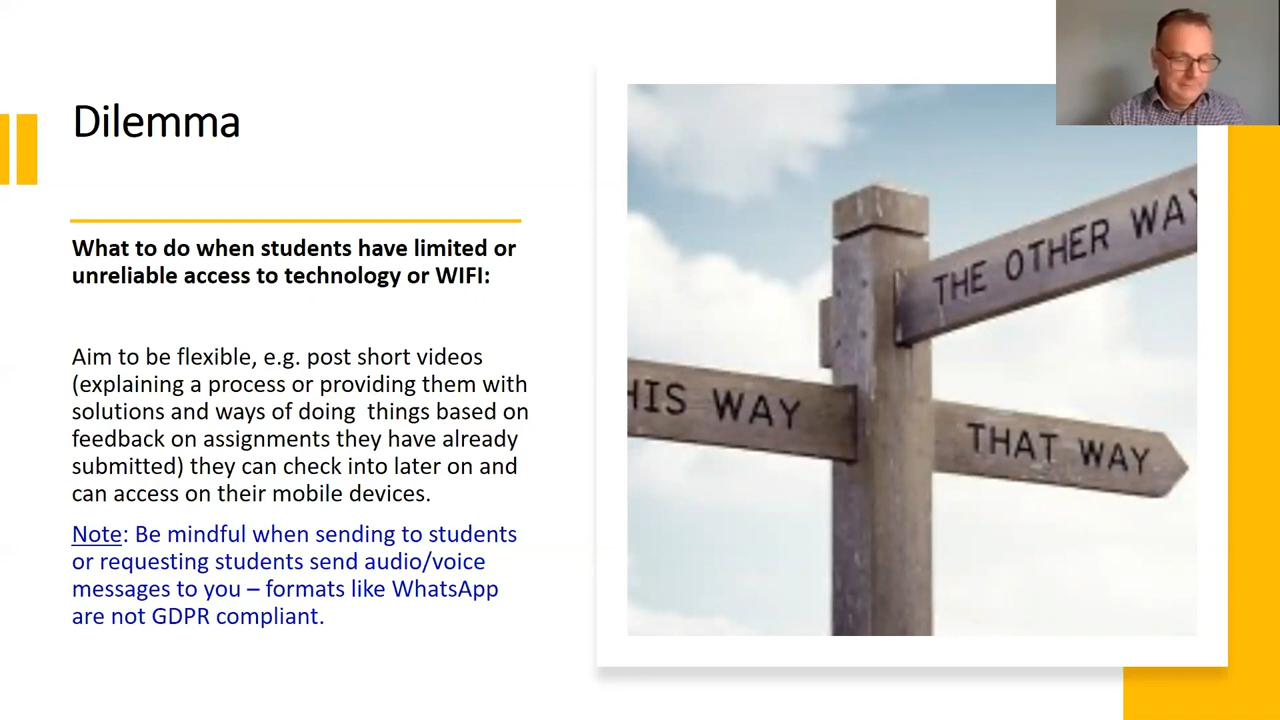 Dilemma
What to do when students have limited or
unreliable access to technology or WIFI:
Aim to be flexible, e.g. post short videos
(explaining a process or providing them with
solutions and ways of doing  things based on
feedback on assignments they have already
submitted) they can check into later on and
can access on their mobile devices.
Note: Be mindful when sending to students
or requesting students send audio/voice
messages to you – formats like WhatsApp
are not GDPR compliant.
THE OTHER WAY
HIS WAY
THAT WAY